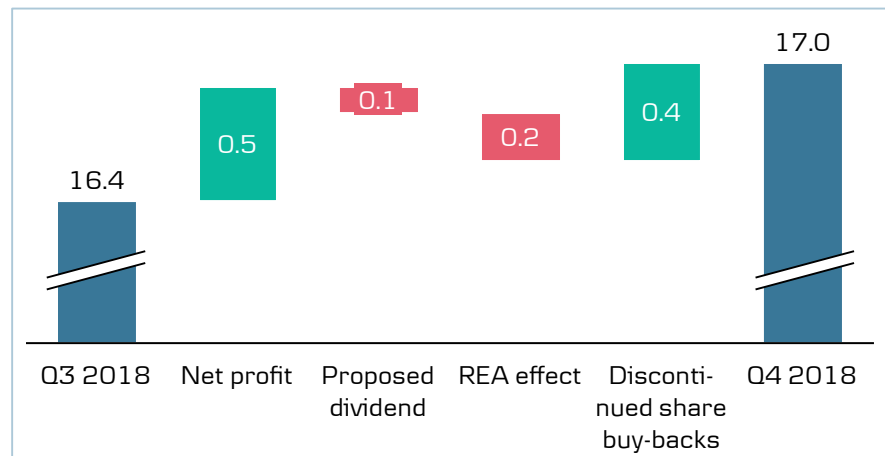 17.0
0.1
0.4
0.5
0.2
16.4
Q3 2018
Net profit
Proposed
dividend
REA effect
Disconti-
nued share
buy-backs
Q4 2018